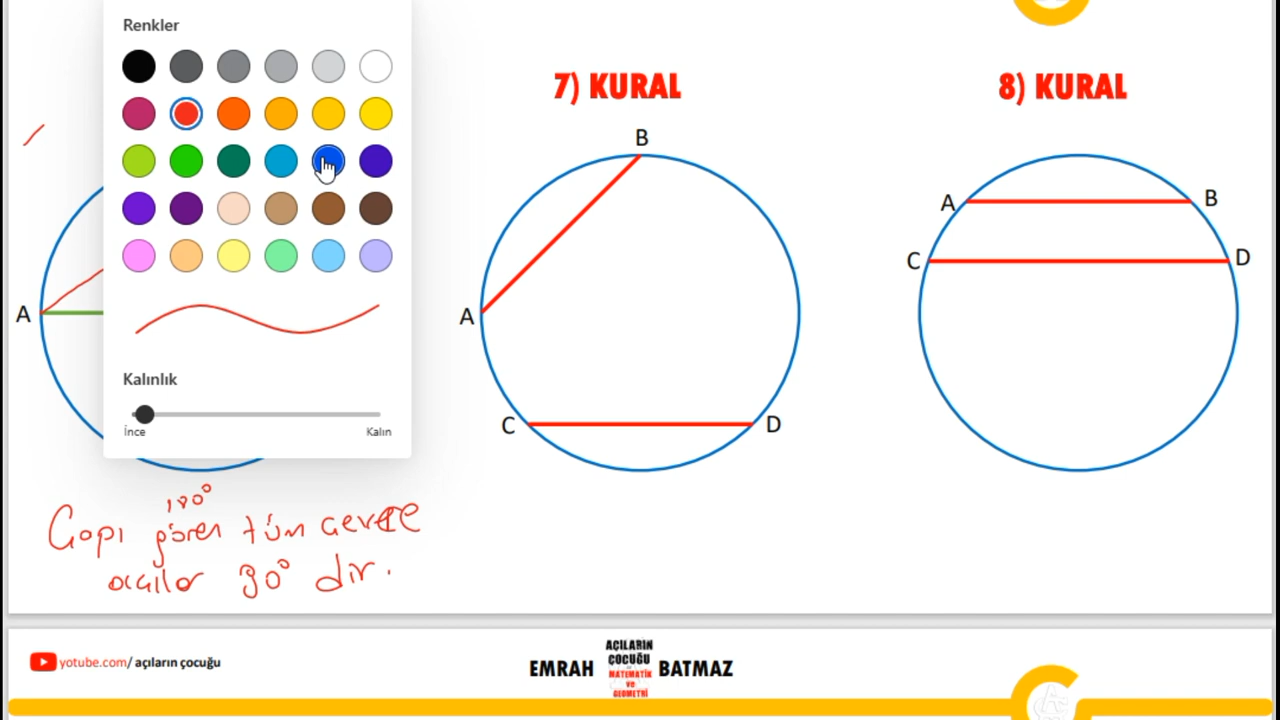 Renkler
7) KURAL
8) KURAL
B
A
C
D
A
B
C
D
A
Kalınlık
İnce
Kalın
180°
Çapı gören tüm çevre
açılar 90° dir.
yotube.com/ açıların çocuğu
EMRAH
AÇILARIN
ÇOCUĞU
MATEMATİK
ve
GEOMETRİ
BATMAZ